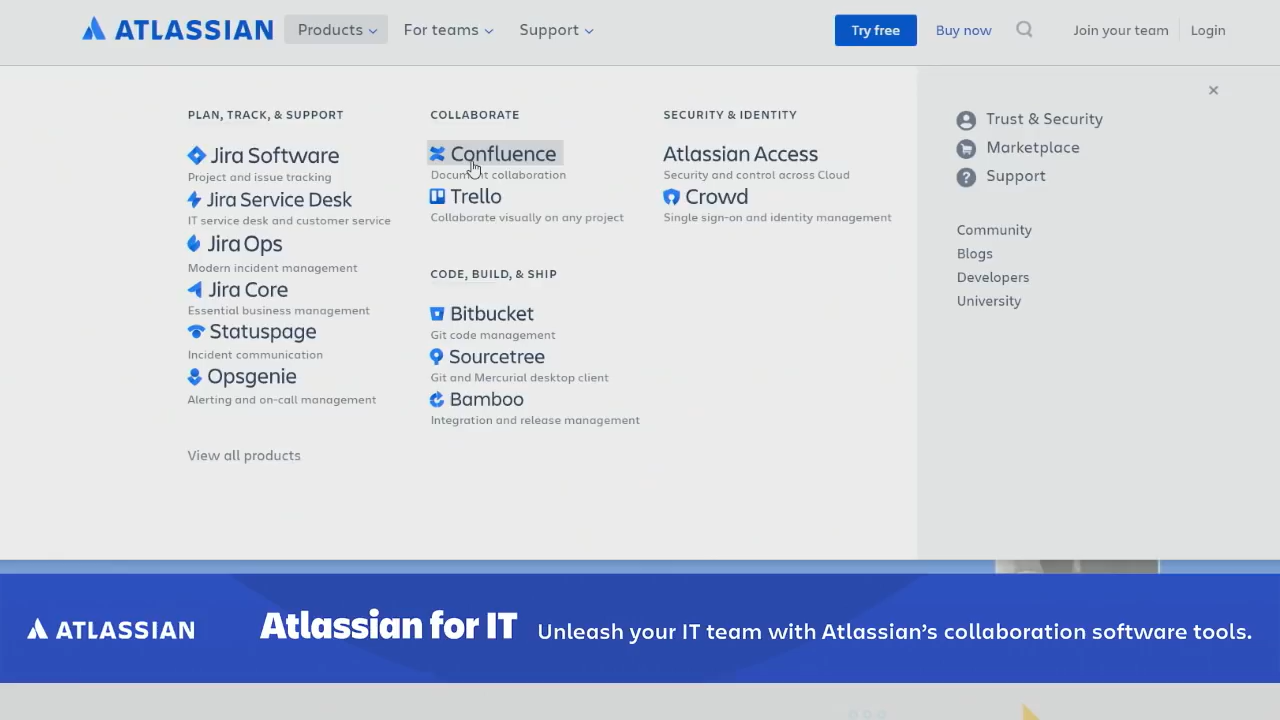 ATLASSIAN
Products
For teams
Support
Try free
Buy now
Join your team
Login
PLAN, TRACK, & SUPPORT
Jira Software
Project and issue tracking
Jira Service Desk
IT service desk and customer service
Jira Ops
Modern incident management
Jira Core
Essential business management
Statuspage
Incident communication
Opsgenie
Alerting and on-call management
View all products
COLLABORATE
Confluence
Document collaboration
Trello
Collaborate visually on any project
CODE, BUILD, & SHIP
Bitbucket
Git code management
Sourcetree
Git and Mercurial desktop client
Bamboo
Integration and release management
SECURITY & IDENTITY
Atlassian Access
Security and control across Cloud
Crowd
Single sign-on and identity management
Trust & Security
Marketplace
Support
Community
Blogs
Developers
University
ATLASSIAN
Atlassian for IT
Unleash your IT team with Atlassian’s collaboration software tools.